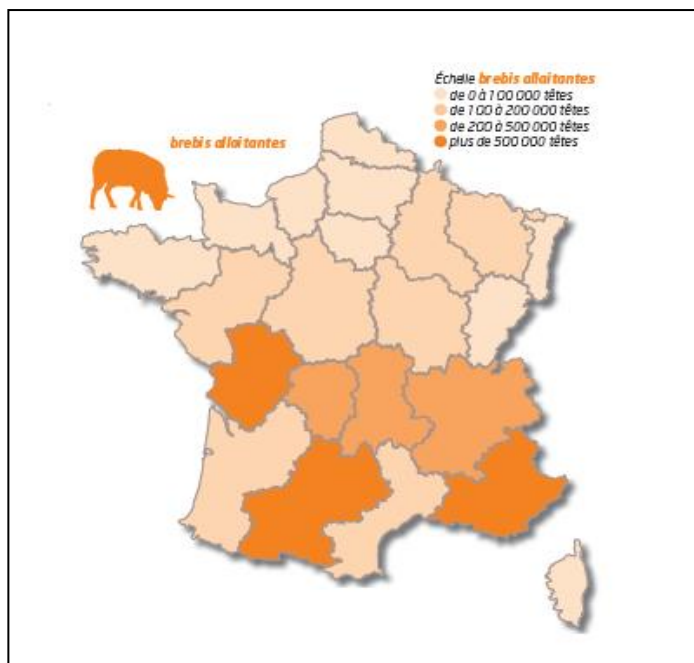 Échelle brebis allaitantes
de 0 à 100 000 têtes
de 100 à 200 000 têtes
de 200 à 500 000 têtes
plus de 500 000 têtes
brebis allaitantes